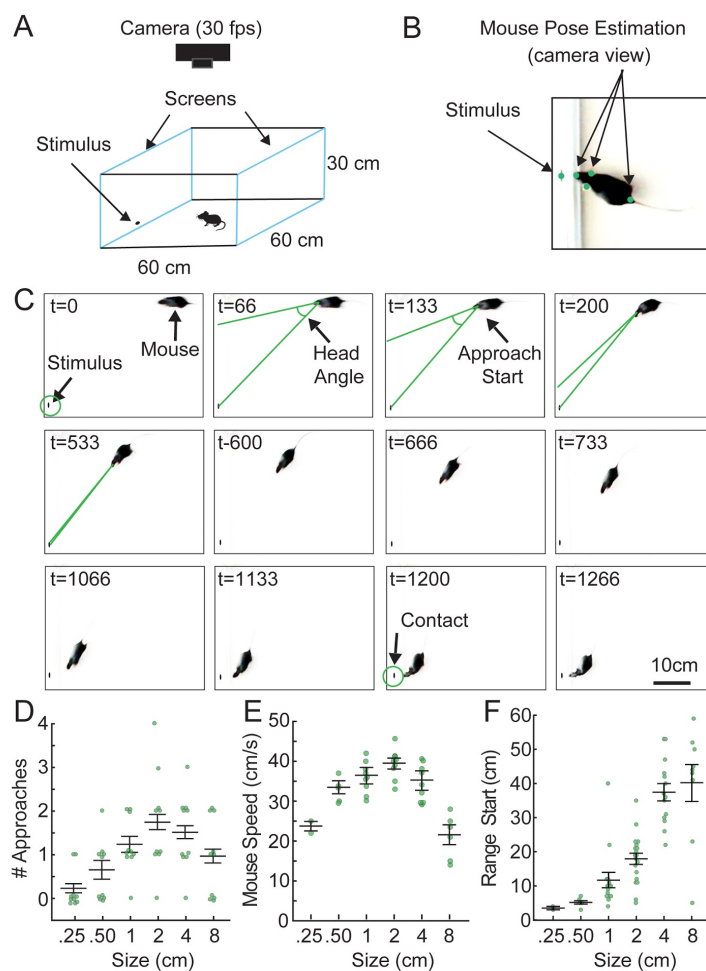 A
Camera (30 fps)
Screens
Stimulus
30 cm
60 cm
60 cm
B
Mouse Pose Estimation
(camera view)
Stimulus
C
t=0
Mouse
Stimulus
t=66
Head
Angle
t=133
Approach
Start
t=200
t=533
t-600
t=666
t=733
t=1066
t=1133
t=1200
Contact
t=1266
10cm
D
# Approaches
4
3
2
1
0
.25 .50 1 2 4 8
Size (cm)
E
Mouse Speed (cm/s)
50
40
30
20
10
0
.25 .50 1 2 4 8
Size (cm)
F
Range Start (cm)
60
50
40
30
20
10
0
.25 .50 1 2 4 8
Size (cm)